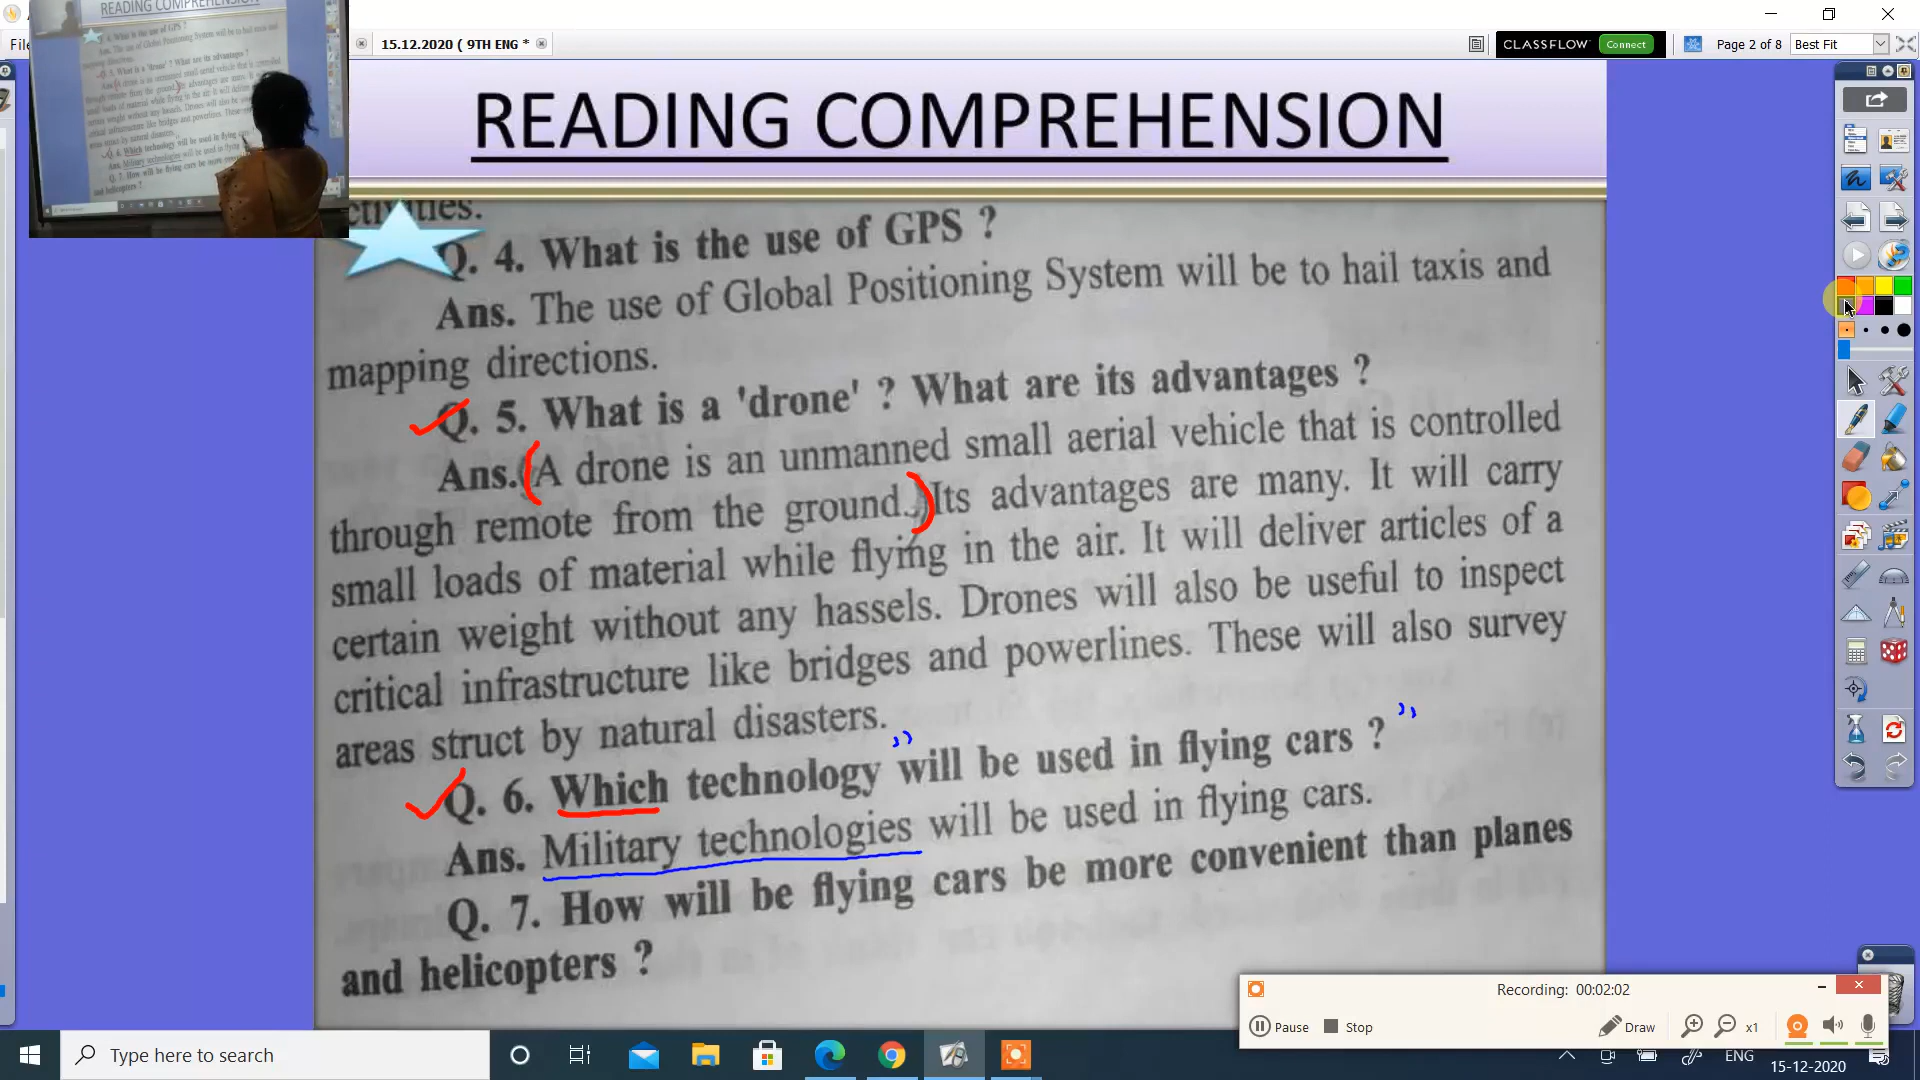 READING COMPREHENSION
15.12.2020 ( 9TH ENG *
CLASSFLOW
Connect
Page 2 of 8
Best Fit
READING COMPREHENSION
ctivities.
Q. 4. What is the use of GPS ?
Ans. The use of Global Positioning System will be to hail taxis and
mapping directions.
Q. 5. What is a 'drone' ? What are its advantages ?
Ans. (A drone is an unmanned small aerial vehicle that is controlled
through remote from the ground.) Its advantages are many. It will carry
small loads of material while flying in the air. It will deliver articles of a
certain weight without any hassels. Drones will also be useful to inspect
critical infrastructure like bridges and powerlines. These will also survey
areas struct by natural disasters.
Q. 6. Which technology will be used in flying cars ?
Ans. Military technologies will be used in flying cars.
Q. 7. How will be flying cars be more convenient than planes
and helicopters ?
Recording: 00:02:02
Pause
Stop
Draw
x1
Type here to search
ENG
15-12-2020